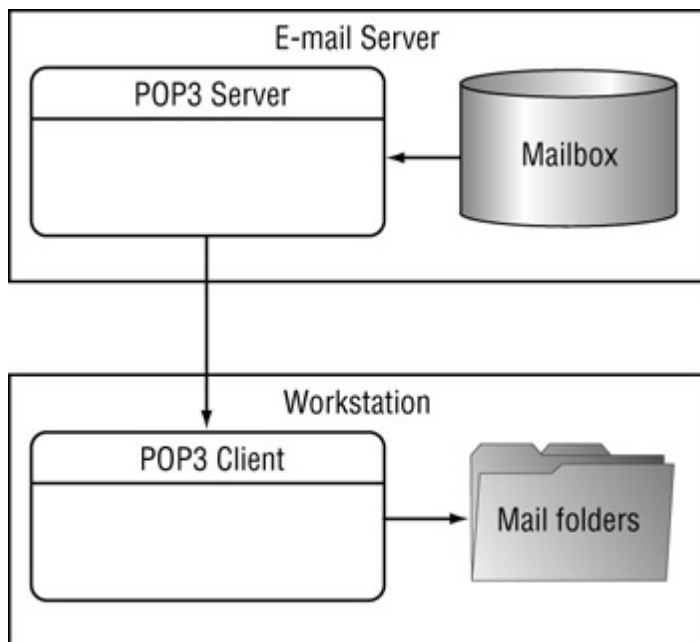 E-mail Server
POP3 Server
Mailbox
Workstation
POP3 Client
Mail folders